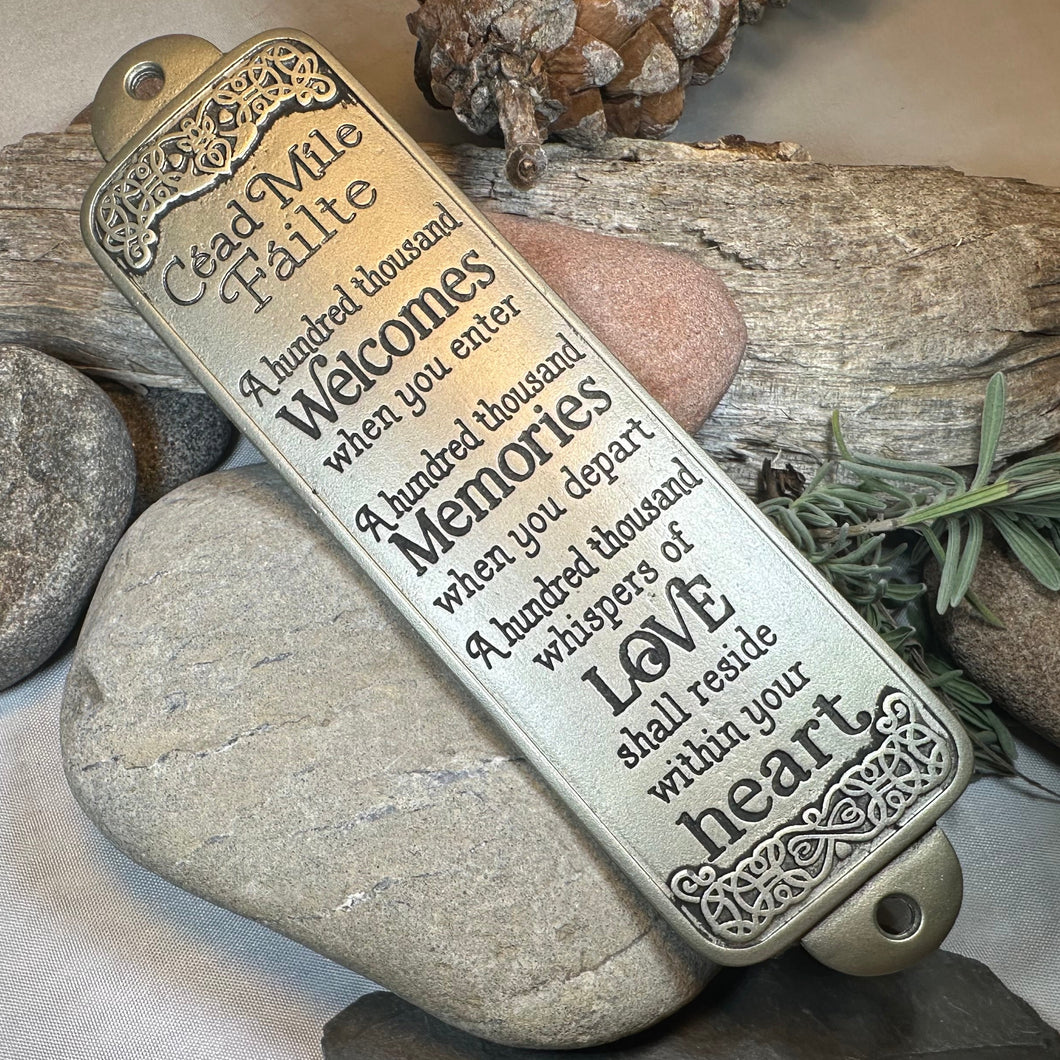 Céad Míle
Fáilte
A hundred thousand
Welcomes
when you enter
A hundred thousand
Memories
when you depart
A hundred thousand
whispers of
LOVE
shall reside
within your
heart